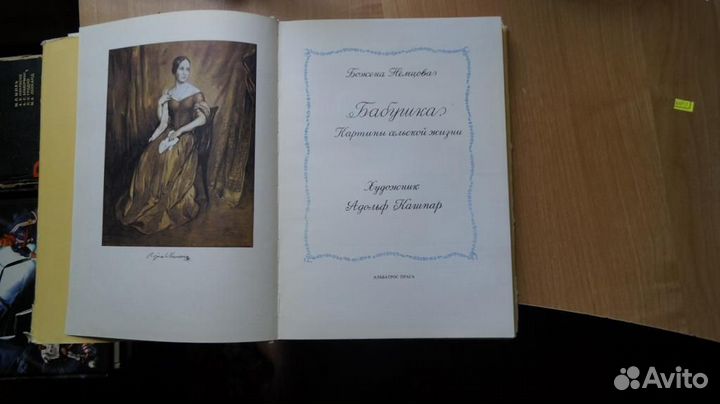 Божена Немцова
Бабушка
Картины сельской жизни
Художник
Адольф Кашпар
АЛЬБАТРОС ПРАГА
Avito